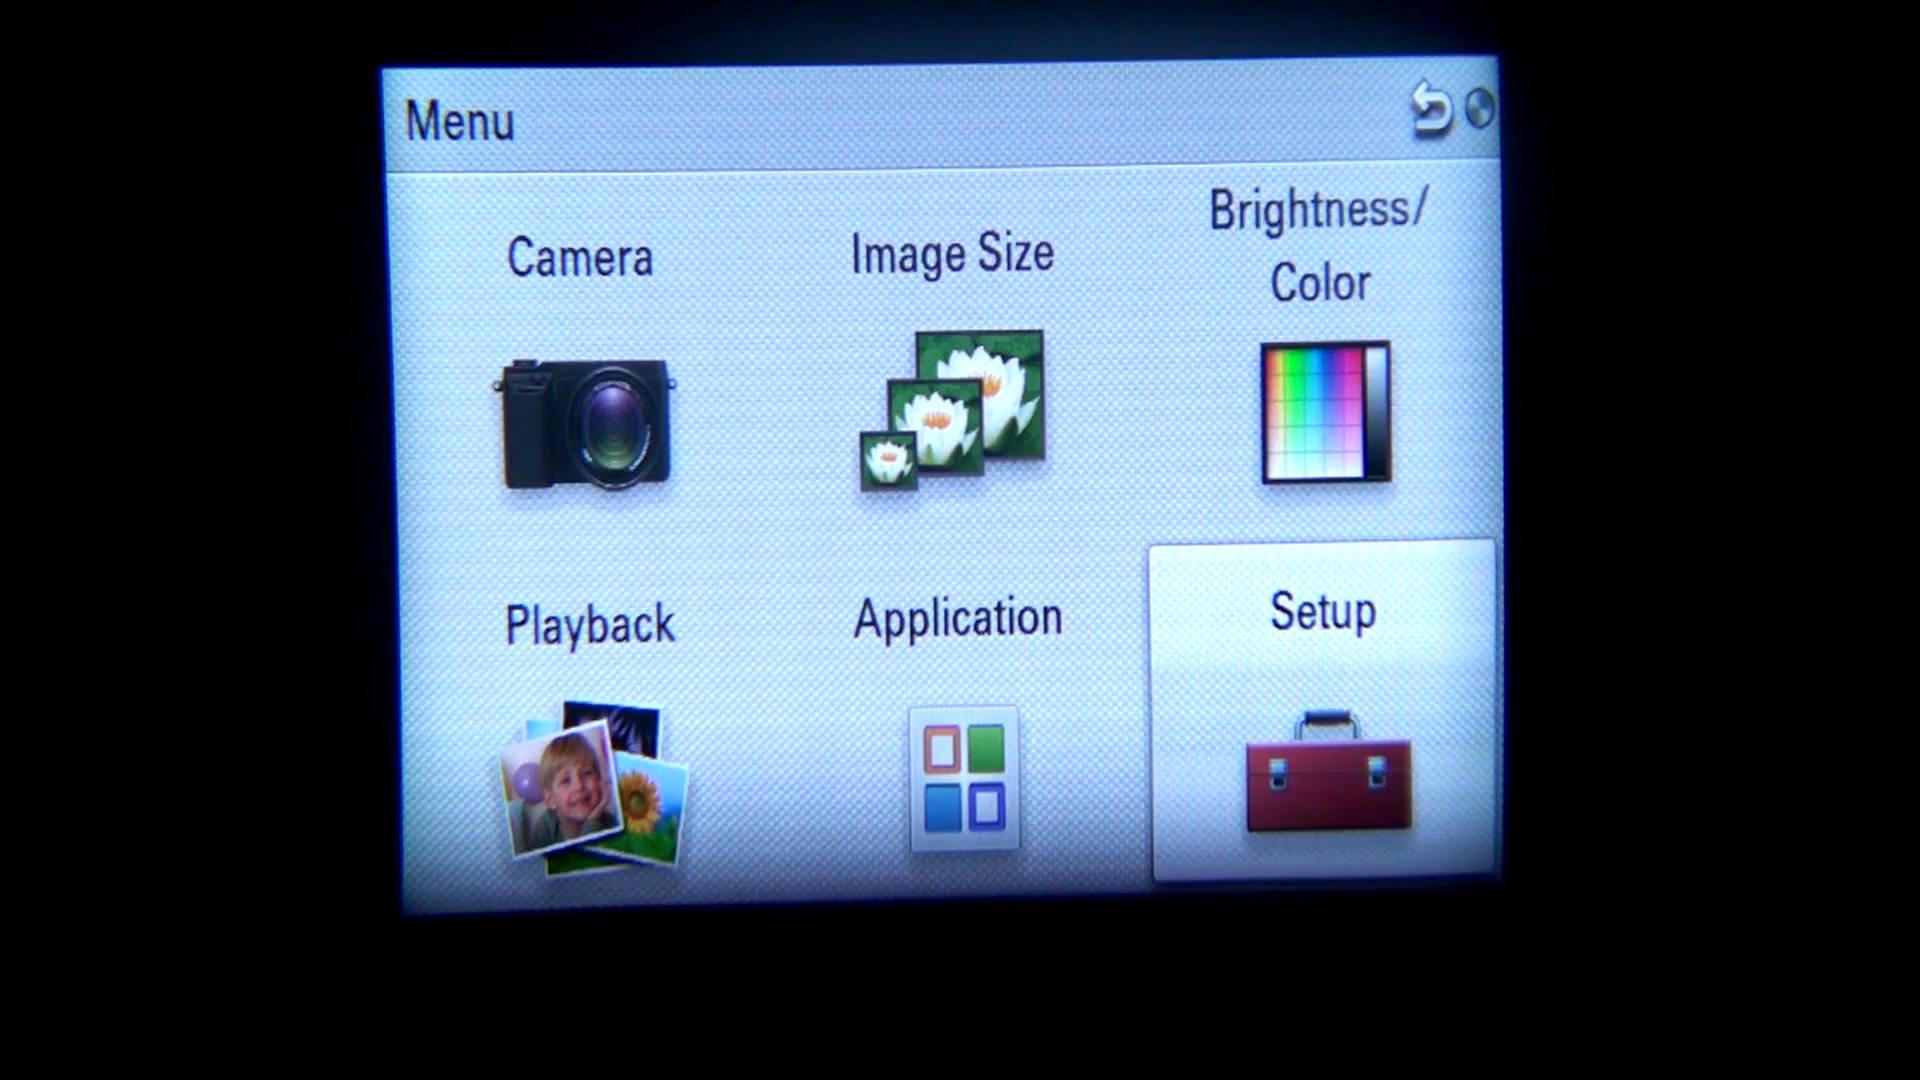 Menu
Camera
Image Size
Brightness/
Color
Playback
Application
Setup